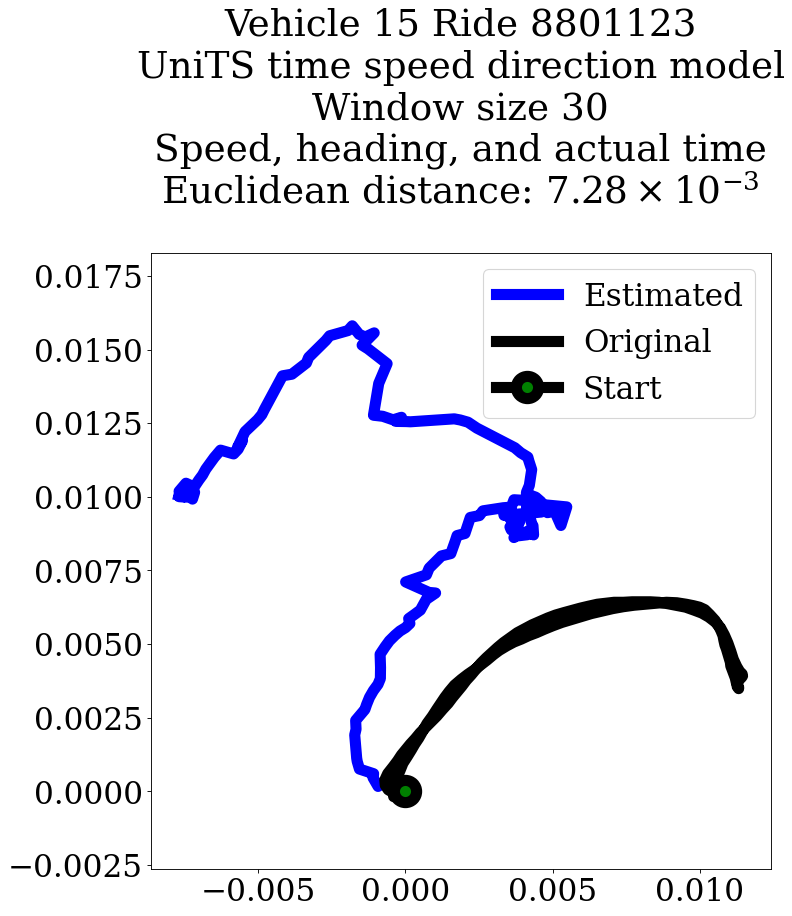 Vehicle 15 Ride 8801123
UniTS time speed direction model
Window size 30
Speed, heading, and actual time
Euclidean distance: 7.28 × 10⁻³
Estimated
Original
Start
0.0175
0.0150
0.0125
0.0100
0.0075
0.0050
0.0025
0.0000
−0.0025
−0.005
0.000
0.005
0.010